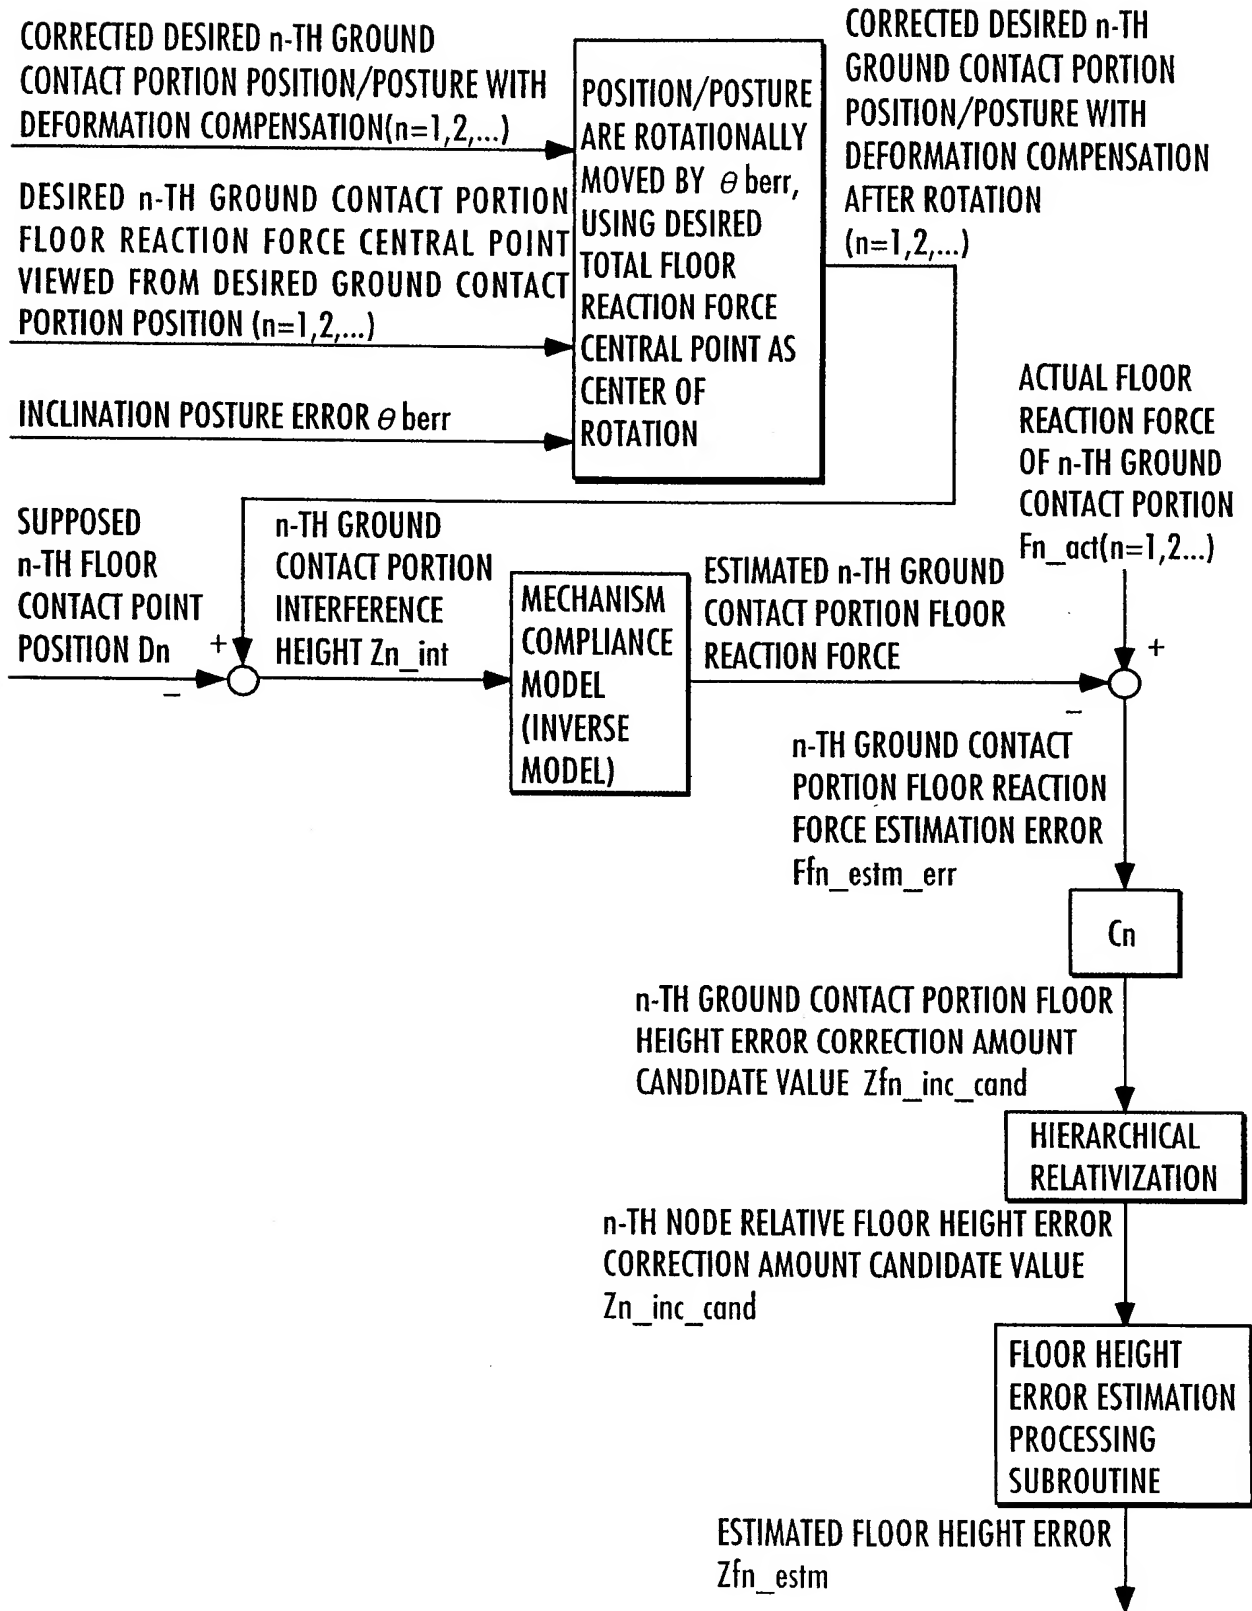 CORRECTED DESIRED n-TH GROUND
CONTACT PORTION POSITION/POSTURE WITH
DEFORMATION COMPENSATION(n=1,2,...)
DESIRED n-TH GROUND CONTACT PORTION
FLOOR REACTION FORCE CENTRAL POINT
VIEWED FROM DESIRED GROUND CONTACT
PORTION POSITION (n=1,2,...)
INCLINATION POSTURE ERROR θ berr
POSITION/POSTURE
ARE ROTATIONALLY
MOVED BY θ berr,
USING DESIRED
TOTAL FLOOR
REACTION FORCE
CENTRAL POINT AS
CENTER OF
ROTATION
CORRECTED DESIRED n-TH
GROUND CONTACT PORTION
POSITION/POSTURE WITH
DEFORMATION COMPENSATION
AFTER ROTATION
(n=1,2,...)
ACTUAL FLOOR
REACTION FORCE
OF n-TH GROUND
CONTACT PORTION
Fn_act(n=1,2...)
SUPPOSED
n-TH FLOOR
CONTACT POINT
POSITION Dn
+
−
n-TH GROUND
CONTACT PORTION
INTERFERENCE
HEIGHT Zn_int
MECHANISM
COMPLIANCE
MODEL
(INVERSE
MODEL)
ESTIMATED n-TH GROUND
CONTACT PORTION FLOOR
REACTION FORCE
+
−
n-TH GROUND CONTACT
PORTION FLOOR REACTION
FORCE ESTIMATION ERROR
Ffn_estm_err
Cn
n-TH GROUND CONTACT PORTION FLOOR
HEIGHT ERROR CORRECTION AMOUNT
CANDIDATE VALUE Zfn_inc_cand
HIERARCHICAL
RELATIVIZATION
n-TH NODE RELATIVE FLOOR HEIGHT ERROR
CORRECTION AMOUNT CANDIDATE VALUE
Zn_inc_cand
FLOOR HEIGHT
ERROR ESTIMATION
PROCESSING
SUBROUTINE
ESTIMATED FLOOR HEIGHT ERROR
Zfn_estm